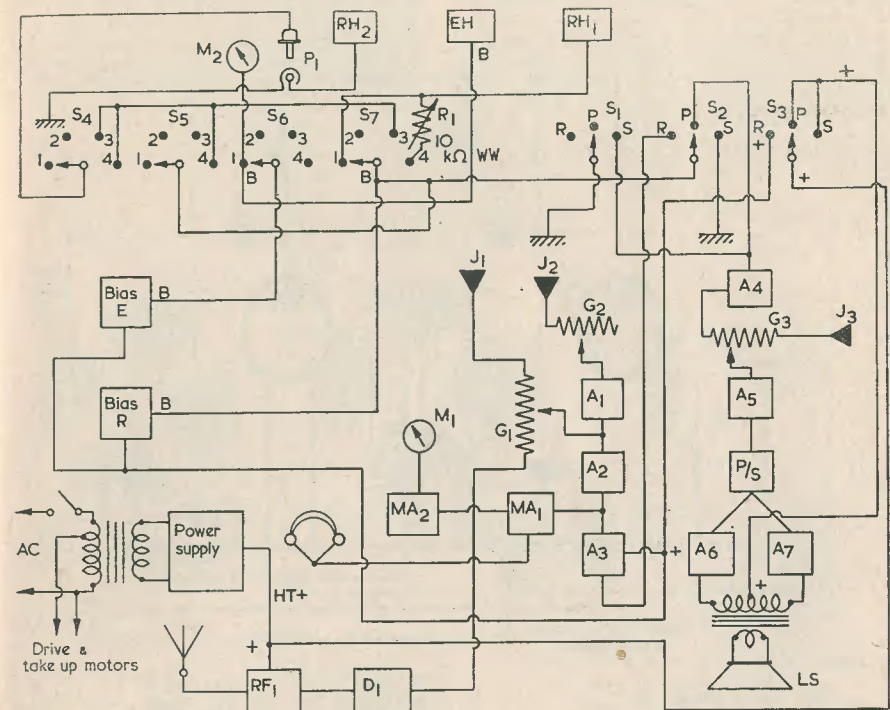 M2
P1
RH2
EH
B
RH1
S4
2
3
1
4
S5
2
3
1
4
S6
2
3
1
4
B
S7
2
3
1
4
B
R1
10
kΩ
WW
P
S1
R
S
P
S2
R
S
S3
P
+
R
+
S
+
Bias
E
B
Bias
R
B
J1
J2
G2
A4
G3
J3
A1
A5
M1
G1
A2
P/S
MA2
MA1
A3
+
A6
A7
+
AC
Power
supply
HT+
+
Drive &
take up motors
RF1
D1
LS